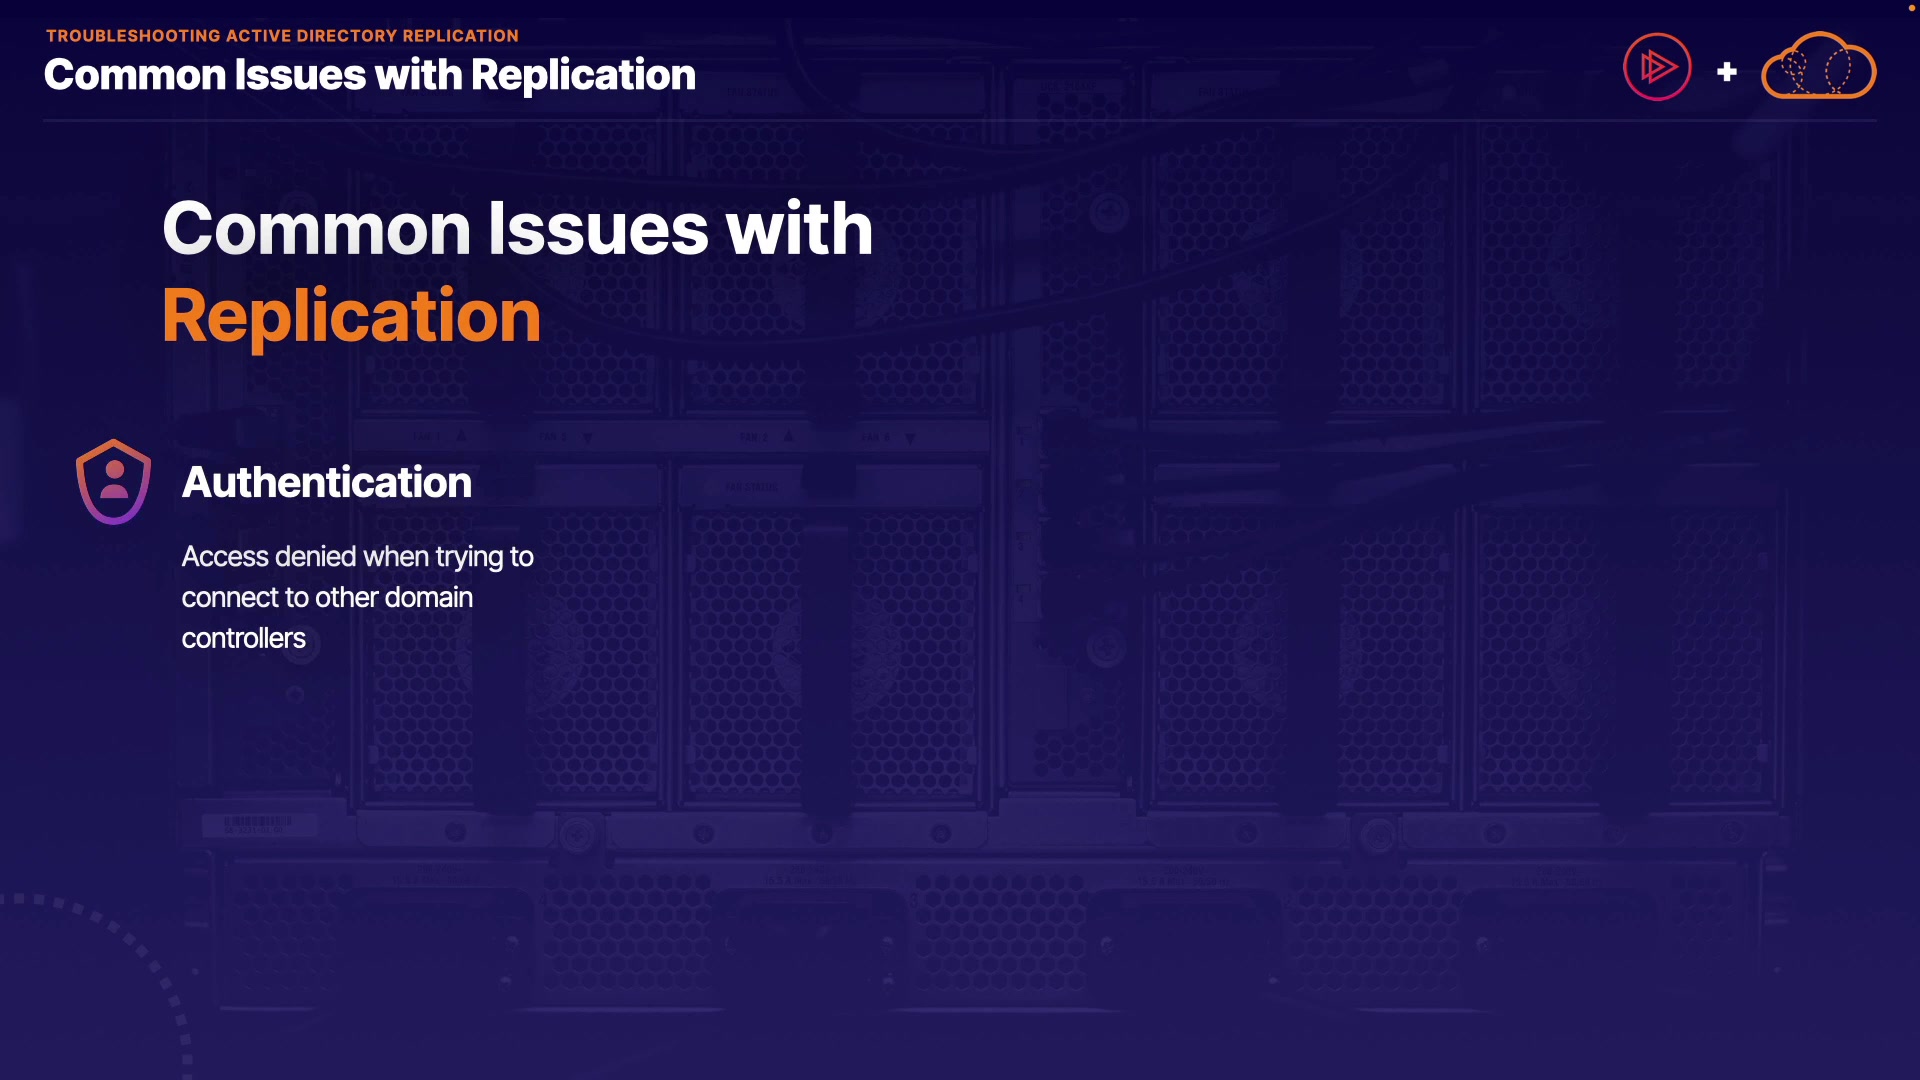 TROUBLESHOOTING ACTIVE DIRECTORY REPLICATION
Common Issues with Replication
Common Issues with
Replication
Authentication
Access denied when trying to
connect to other domain
controllers